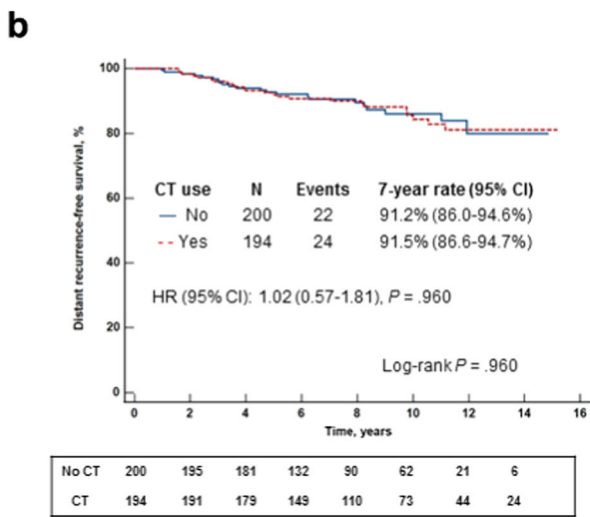 b
Distant recurrence-free survival, %
100
80
60
40
20
0
CT use N Events 7-year rate (95% CI)
No 200 22 91.2% (86.0-94.6%)
Yes 194 24 91.5% (86.6-94.7%)
HR (95% CI): 1.02 (0.57-1.81), P = .960
Log-rank P = .960
0 2 4 6 8 10 12 14 16
Time, years
No CT 200 195 181 132 90 62 21 6
CT 194 191 179 149 110 73 44 24